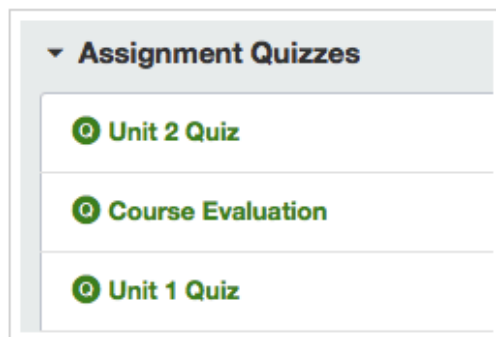 Assignment Quizzes
Q Unit 2 Quiz
Q Course Evaluation
Q Unit 1 Quiz